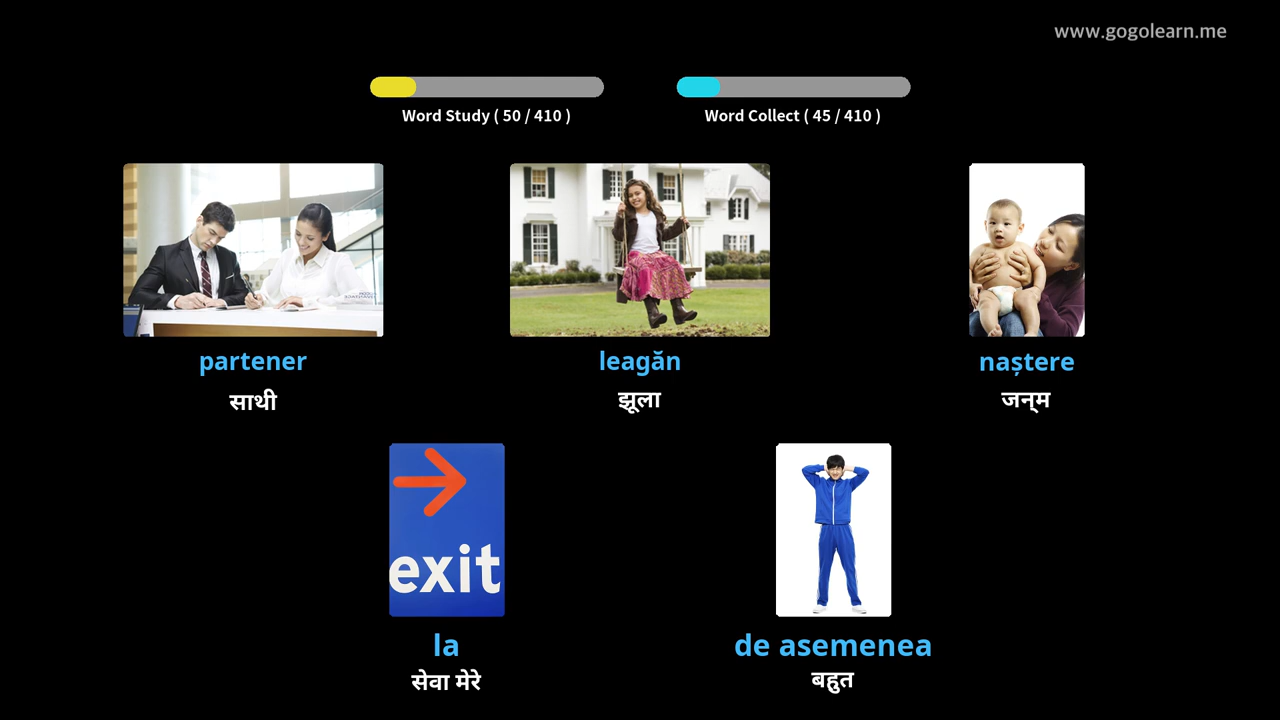 www.gogolearn.me
Word Study ( 50 / 410 )
Word Collect ( 45 / 410 )
partener
leagăn
naștere
साथी
झूला
जन्‌म
exit
la
de asemenea
सेवा मेरे
बहुत